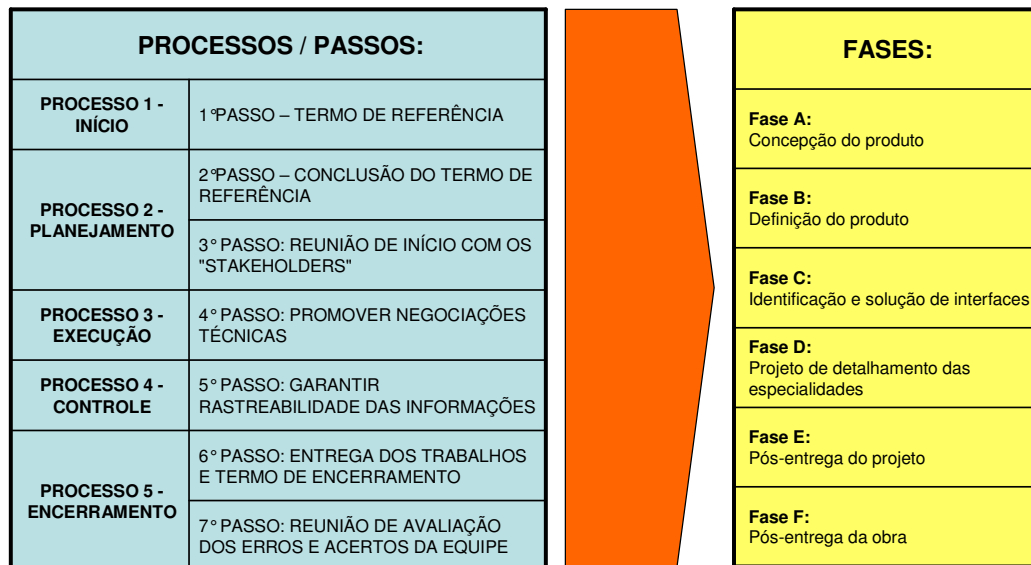 PROCESSOS / PASSOS:
PROCESSO 1 -
INÍCIO
1°PASSO – TERMO DE REFERÊNCIA
PROCESSO 2 -
PLANEJAMENTO
2°PASSO – CONCLUSÃO DO TERMO DE
REFERÊNCIA
3° PASSO: REUNIÃO DE INÍCIO COM OS
"STAKEHOLDERS"
PROCESSO 3 -
EXECUÇÃO
4° PASSO: PROMOVER NEGOCIAÇÕES
TÉCNICAS
PROCESSO 4 -
CONTROLE
5° PASSO: GARANTIR
RASTREABILIDADE DAS INFORMAÇÕES
PROCESSO 5 -
ENCERRAMENTO
6° PASSO: ENTREGA DOS TRABALHOS
E TERMO DE ENCERRAMENTO
7° PASSO: REUNIÃO DE AVALIAÇÃO
DOS ERROS E ACERTOS DA EQUIPE
FASES:
Fase A:
Concepção do produto
Fase B:
Definição do produto
Fase C:
Identificação e solução de interfaces
Fase D:
Projeto de detalhamento das
especialidades
Fase E:
Pós-entrega do projeto
Fase F:
Pós-entrega da obra